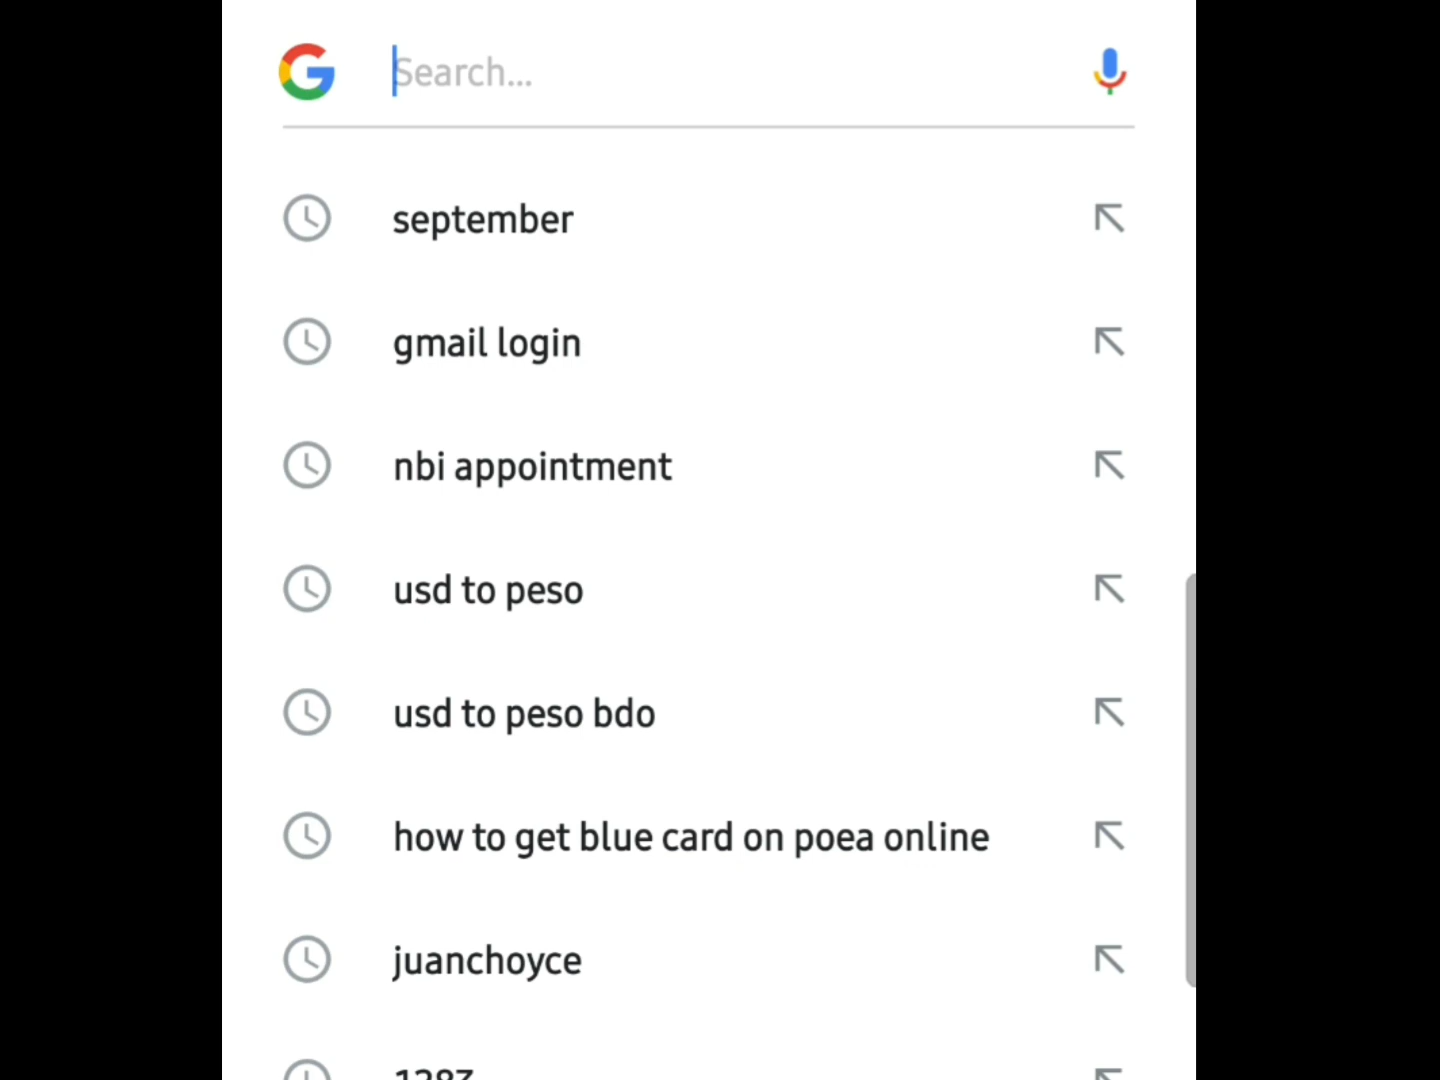 Search...
september
gmail login
nbi appointment
usd to peso
usd to peso bdo
how to get blue card on poea online
juanchoyce